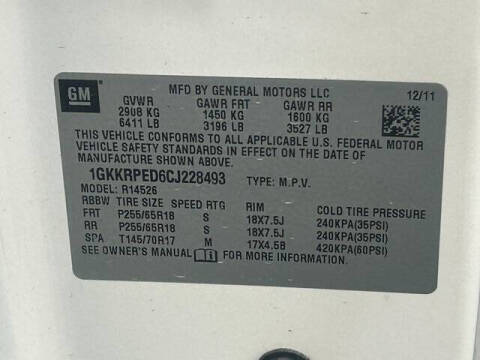 GM
MFD BY GENERAL MOTORS LLC
12/11
GVWR GAWR FRT GAWR RR
2908 KG 1450 KG 1600 KG
6411 LB 3196 LB 3527 LB
THIS VEHICLE CONFORMS TO ALL APPLICABLE U.S. FEDERAL MOTOR
VEHICLE SAFETY STANDARDS IN EFFECT ON THE DATE OF
MANUFACTURE SHOWN ABOVE.
1GKKRPED6CJ228493 TYPE: M.P.V.
MODEL: R14526
RBBW TIRE SIZE SPEED RTG RIM COLD TIRE PRESSURE
FRT P255/65R18 S 18X7.5J 240KPA(35PSI)
RR P255/65R18 S 18X7.5J 240KPA(35PSI)
SPA T145/70R17 M 17X4.5B 420KPA(60PSI)
SEE OWNER'S MANUAL FOR MORE INFORMATION.